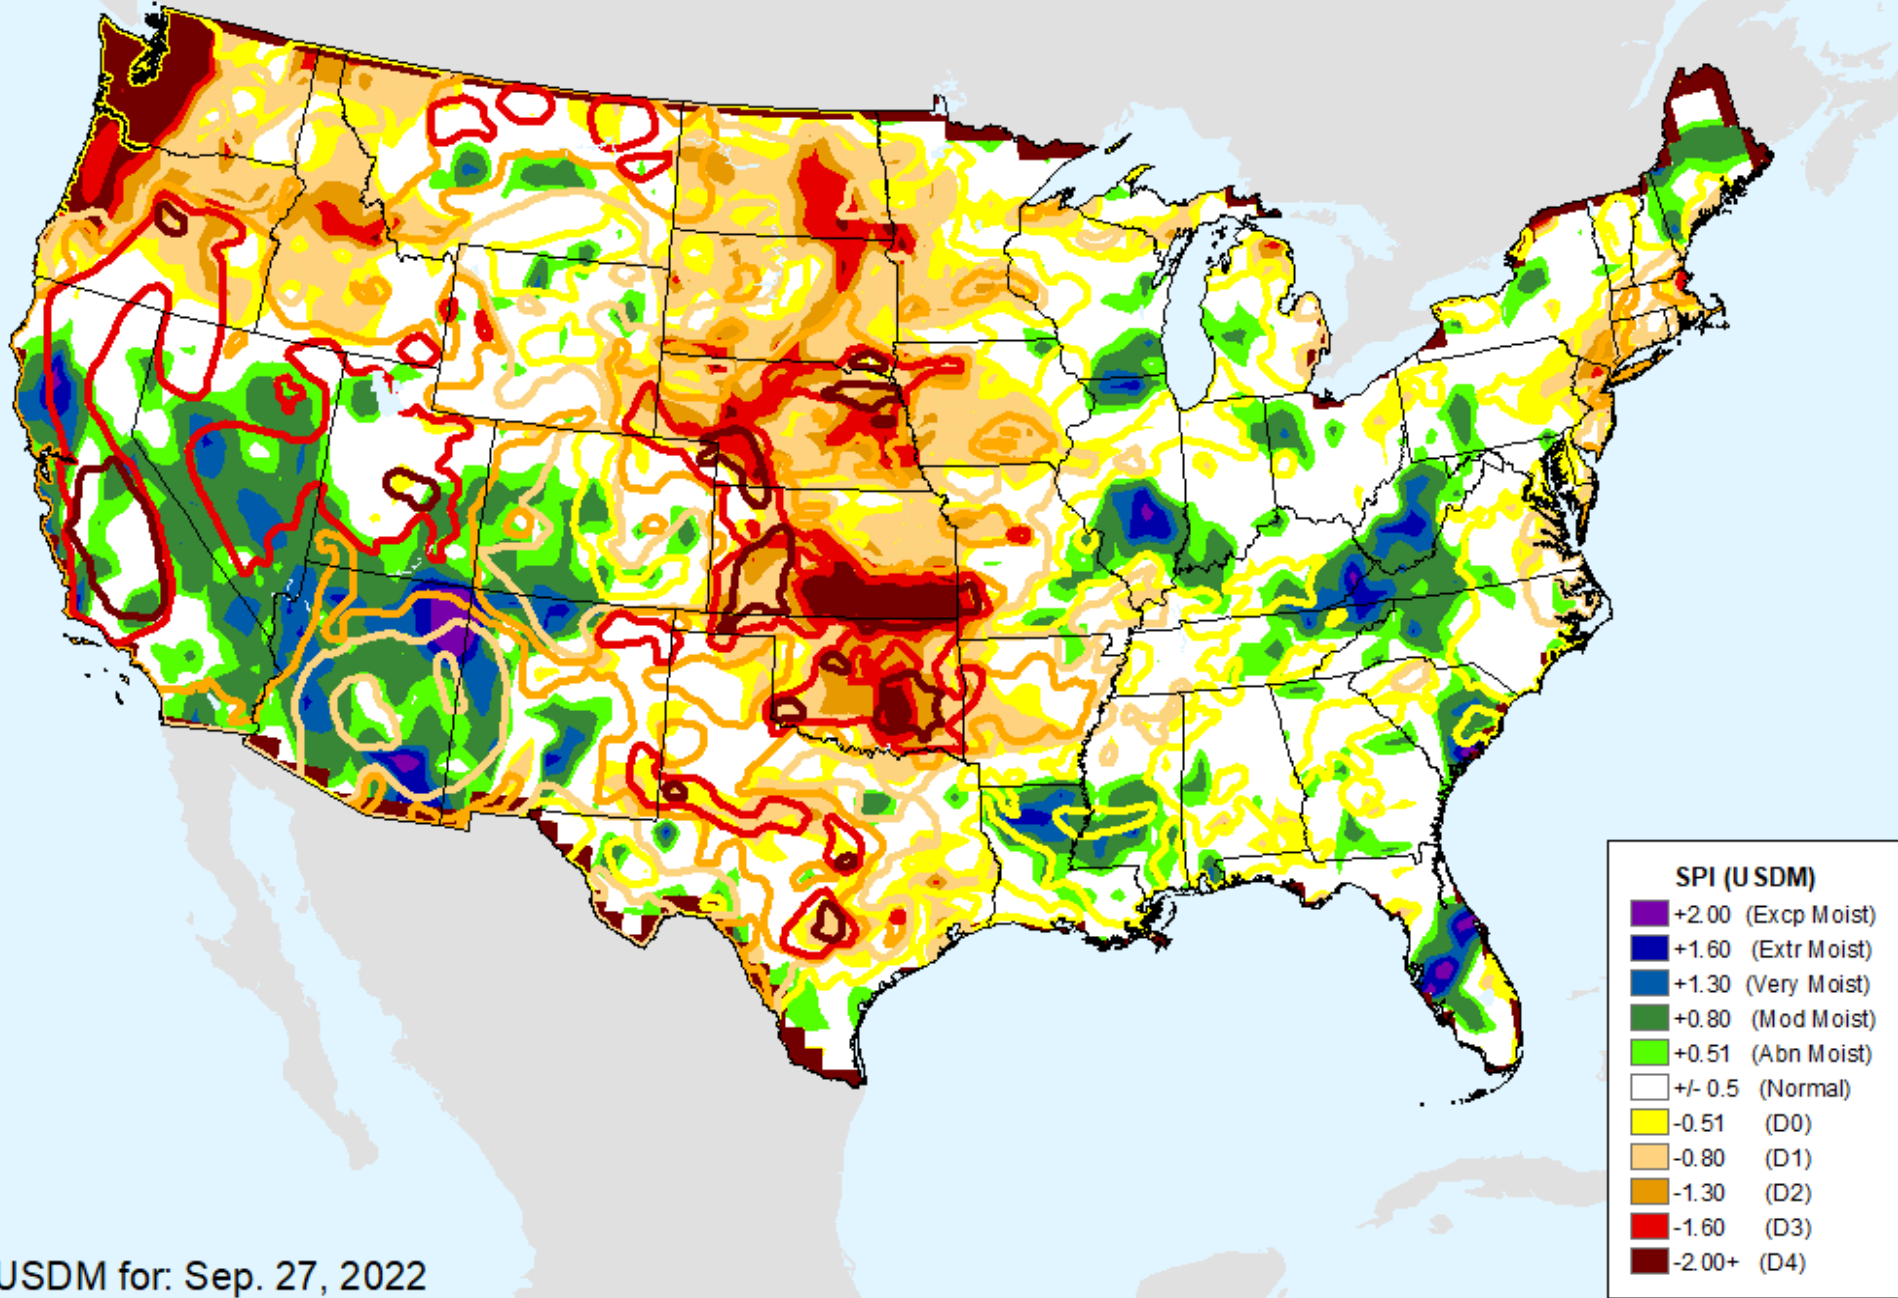 SPI (USDM)
+2.00 (Excp Moist)
+1.60 (Extr Moist)
+1.30 (Very Moist)
+0.80 (Mod Moist)
+0.51 (Abn Moist)
+/- 0.5 (Normal)
-0.51 (D0)
-0.80 (D1)
-1.30 (D2)
-1.60 (D3)
-2.00+ (D4)
USDM for: Sep. 27, 2022